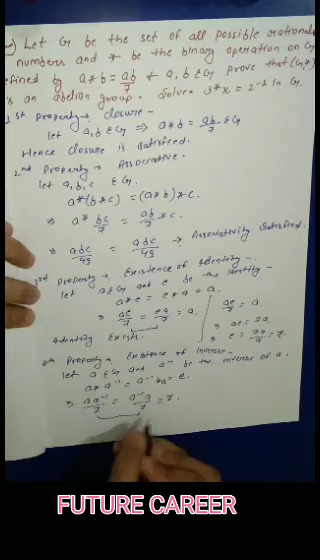 Let G be the set of all possible rational
numbers and * be the binary operation on G
defined by a*b = ab/7 ∀ a,b ∈ G prove that (G,*)
is an abelian group. Solve 3*x = 2⁻¹ in G.
1st Property → closure -
let a,b ∈ G ⇒ a*b = ab/7 ∈ G
Hence closure is satisfied.
2nd Property → Associative.
let a,b,c ∈ G.
a*(b*c) = (a*b)*c.
⇒ a* bc/7 = ab/7 *c.
⇒ abc/49 = abc/49 → Associativity satisfied.
3rd Property → Existence of Identity -
let a∈G and e be the identity -
a*e = e*a = a.
⇒ ae/7 = ea/7 = a.
ae/7 = a.
⇒ ae = 7a
⇒ e = 7a/a = 7.
Identity Exists.
Property → Existence of inverse -
let a ∈ G and a⁻¹ be the inverse of a.
a* a⁻¹ = a⁻¹ *a = e.
⇒ aa⁻¹/7 = a⁻¹a/7 = 7.
FUTURE CAREER